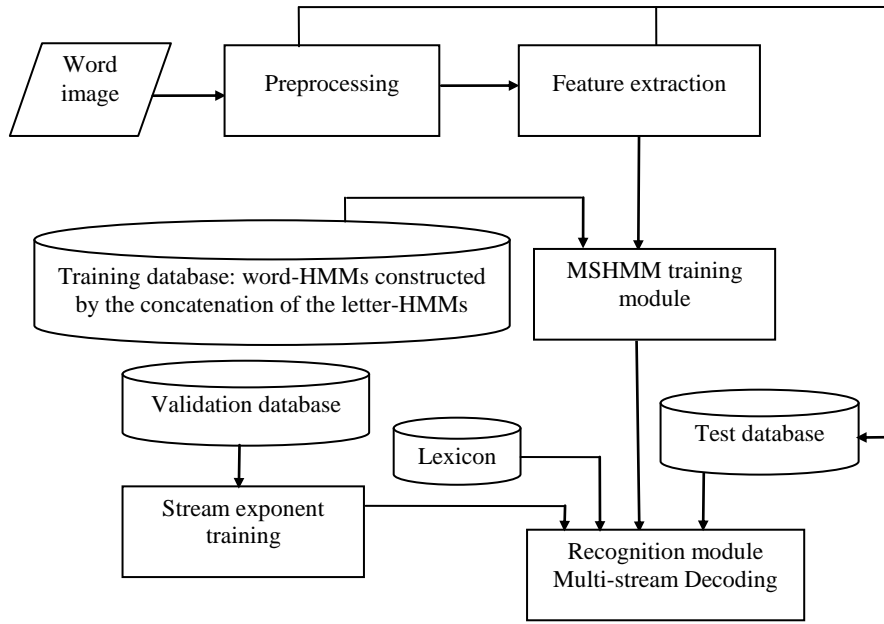 Word
image
Preprocessing
Feature extraction
Training database: word-HMMs constructed
by the concatenation of the letter-HMMs
MSHMM training
module
Validation database
Lexicon
Test database
Stream exponent
training
Recognition module
Multi-stream Decoding